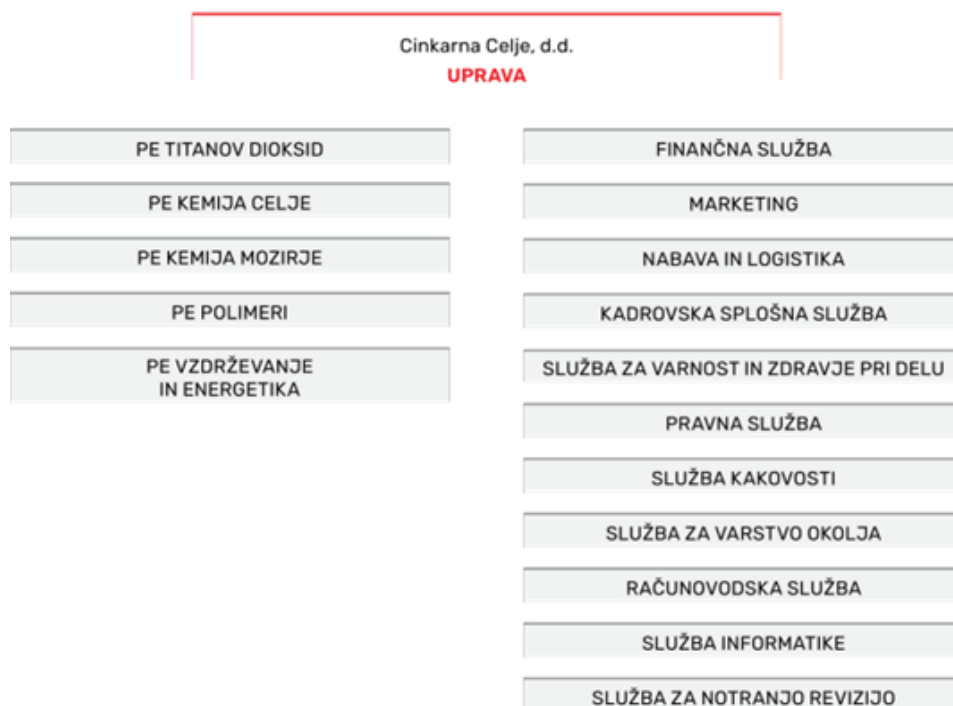 Cinkarna Celje, d.d.
UPRAVA
PE TITANOV DIOKSID
PE KEMIJA CELJE
PE KEMIJA MOZIRJE
PE POLIMERI
PE VZDRŽEVANJE
IN ENERGETIKA
FINANČNA SLUŽBA
MARKETING
NABAVA IN LOGISTIKA
KADROVSKA SPLOŠNA SLUŽBA
SLUŽBA ZA VARNOST IN ZDRAVJE PRI DELU
PRAVNA SLUŽBA
SLUŽBA KAKOVOSTI
SLUŽBA ZA VARSTVO OKOLJA
RAČUNOVODSKA SLUŽBA
SLUŽBA INFORMATIKE
SLUŽBA ZA NOTRANJO REVIZIJO